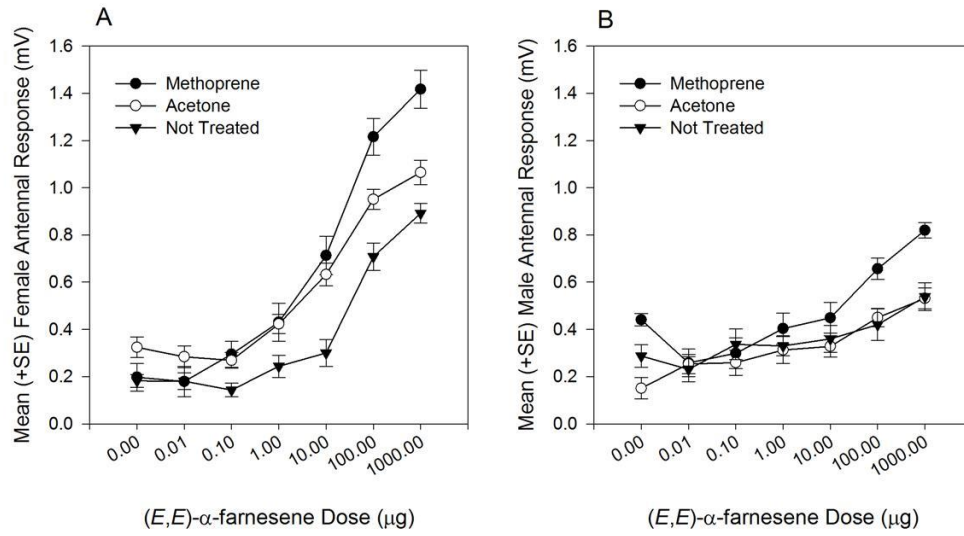 A
Mean (+SE) Female Antennal Response (mV)
1.6
1.4
1.2
1.0
0.8
0.6
0.4
0.2
0.0
Methoprene
Acetone
Not Treated
0.00
0.01
0.10
1.00
10.00
100.00
1000.00
(E,E)-α-farnesene Dose (μg)
B
Mean (+SE) Male Antennal Response (mV)
1.6
1.4
1.2
1.0
0.8
0.6
0.4
0.2
0.0
Methoprene
Acetone
Not Treated
0.00
0.01
0.10
1.00
10.00
100.00
1000.00
(E,E)-α-farnesene Dose (μg)